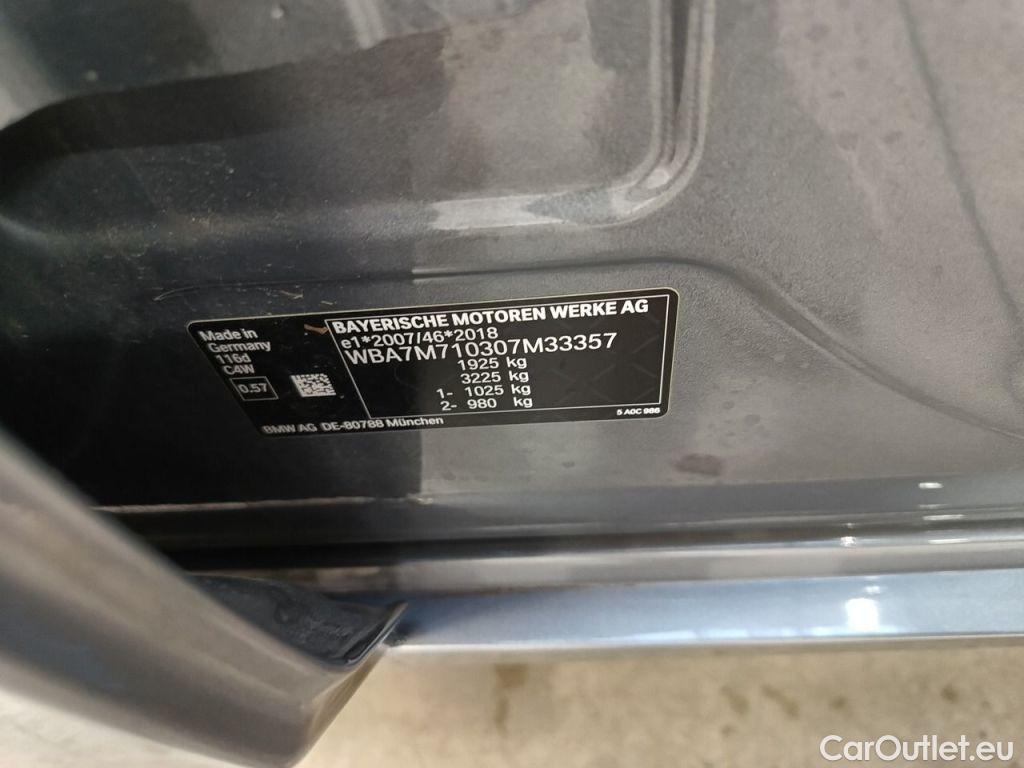 Made in
Germany
116d
C4W
0.57
BAYERISCHE MOTOREN WERKE AG
e1*2007/46*2018
WBA7M710307M33357
1925 kg
3225 kg
1- 1025 kg
2- 980 kg
5 A0C 986
BMW AG DE-80788 München
CarOutlet.eu